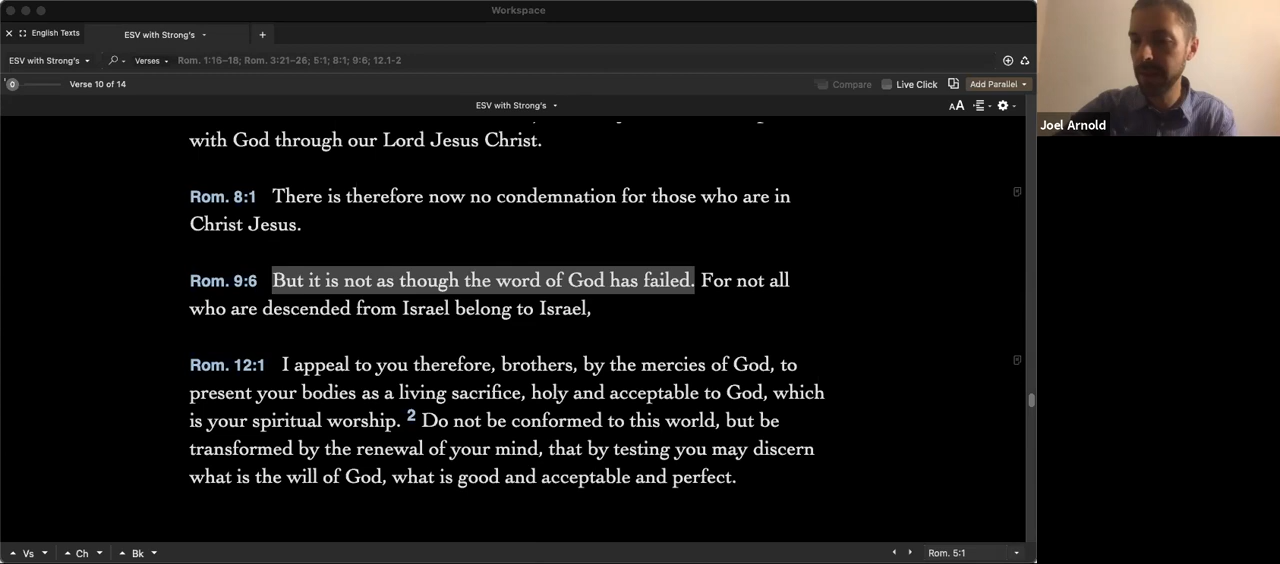 Workspace
English Texts
ESV with Strong's
+
ESV with Strong's
Verses
Rom. 1:16–18; Rom. 3:21–26; 5:1; 8:1; 9:6; 12.1-2
0
Verse 10 of 14
Compare
Live Click
Add Parallel
ESV with Strong's
AA
with God through our Lord Jesus Christ.
Rom. 8:1 There is therefore now no condemnation for those who are in
Christ Jesus.
Rom. 9:6 But it is not as though the word of God has failed. For not all
who are descended from Israel belong to Israel,
Rom. 12:1 I appeal to you therefore, brothers, by the mercies of God, to
present your bodies as a living sacrifice, holy and acceptable to God, which
is your spiritual worship. 2 Do not be conformed to this world, but be
transformed by the renewal of your mind, that by testing you may discern
what is the will of God, what is good and acceptable and perfect.
Vs
Ch
Bk
Rom. 5:1
Joel Arnold